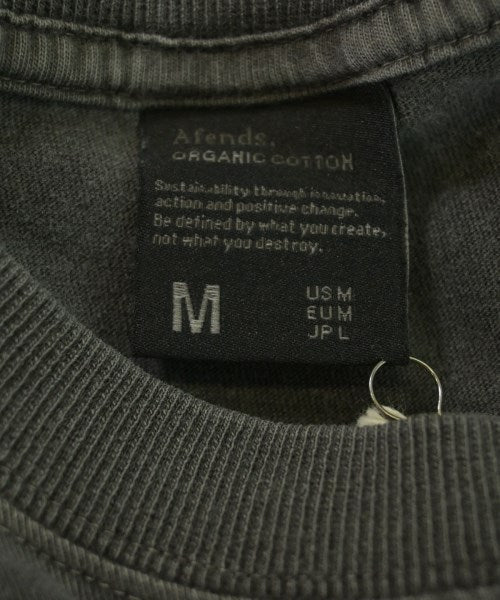 Afends.
ORGANIC COTTON
Sustainability through innovation,
action and positive change.
Be defined by what you create,
not what you destroy.
M
US M
EU M
JP L